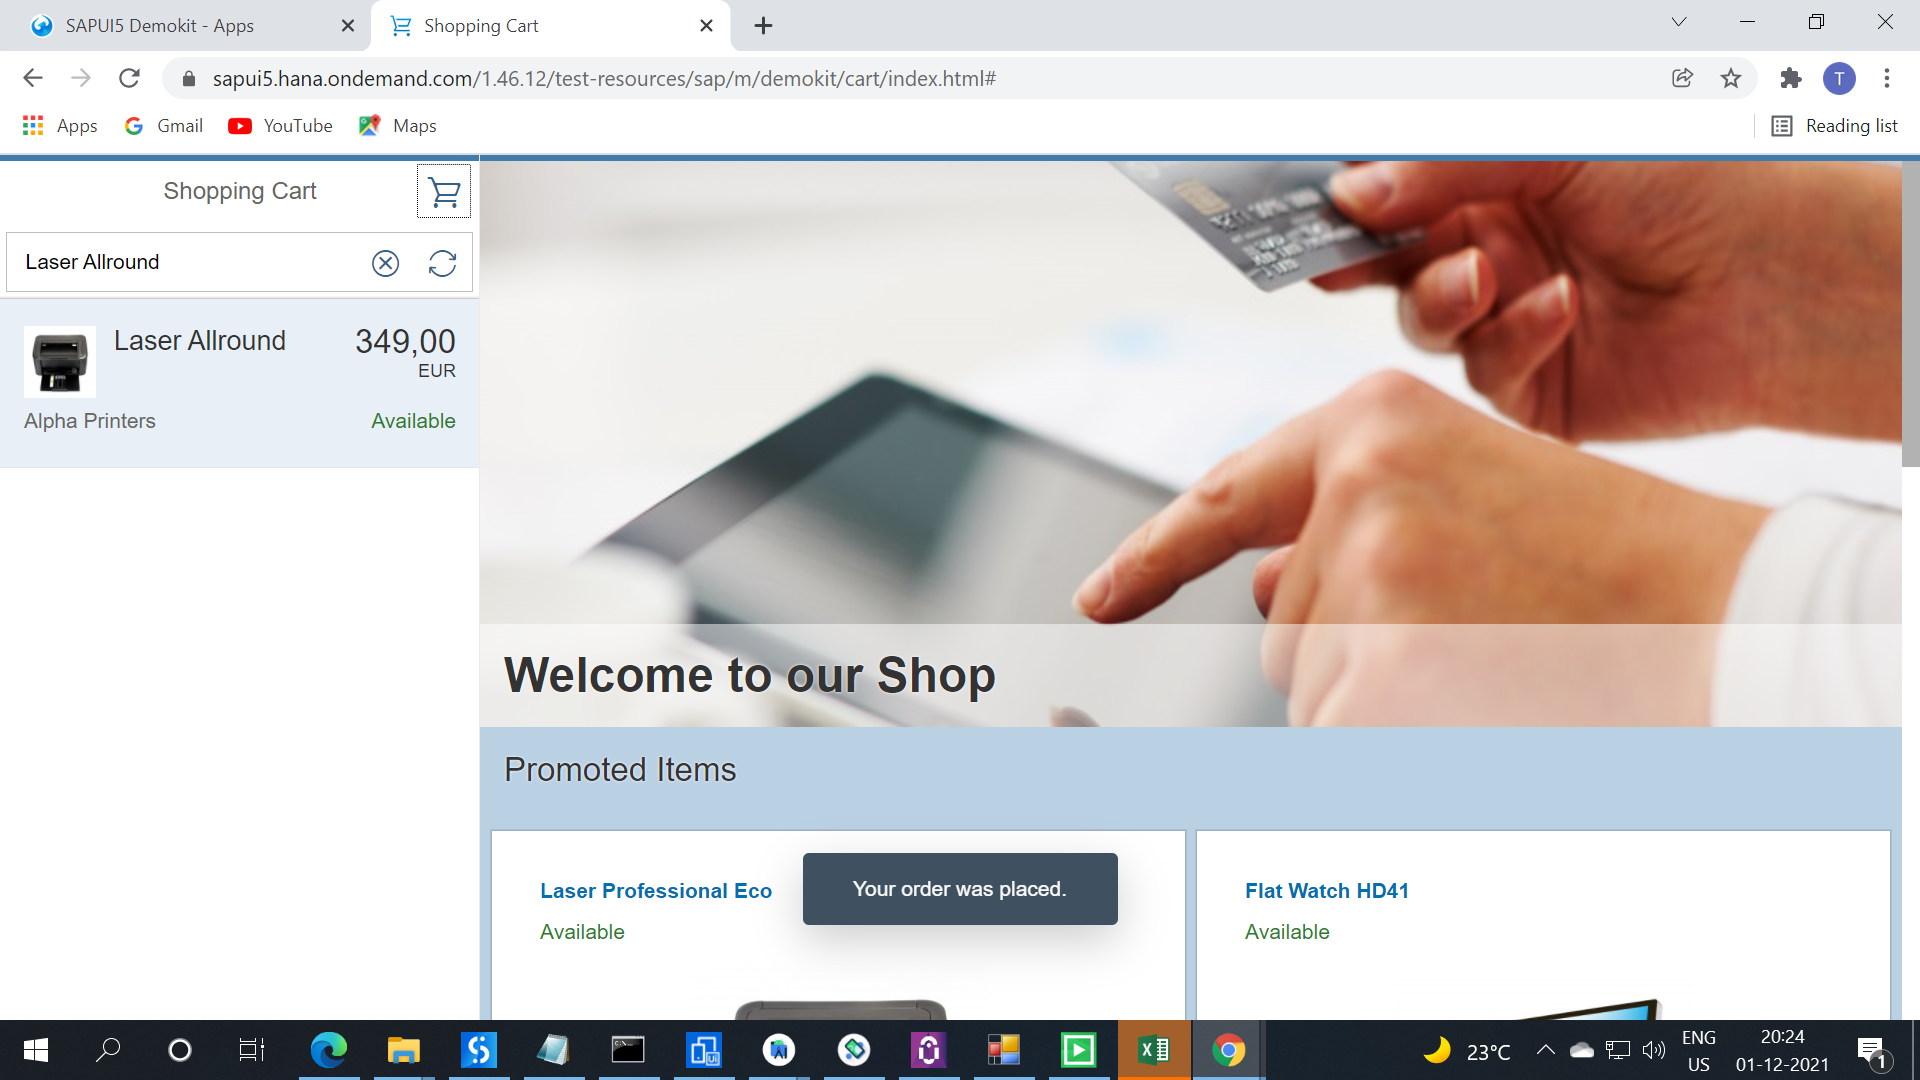 SAPUI5 Demokit - Apps
Shopping Cart
sapui5.hana.ondemand.com/1.46.12/test-resources/sap/m/demokit/cart/index.html#
T
Apps
Gmail
YouTube
Maps
Reading list
Shopping Cart
Laser Allround
Laser Allround
349,00
EUR
Alpha Printers
Available
Welcome to our Shop
Promoted Items
Laser Professional Eco
Available
Your order was placed.
Flat Watch HD41
Available
23°C
ENG
US
20:24
01-12-2021
1